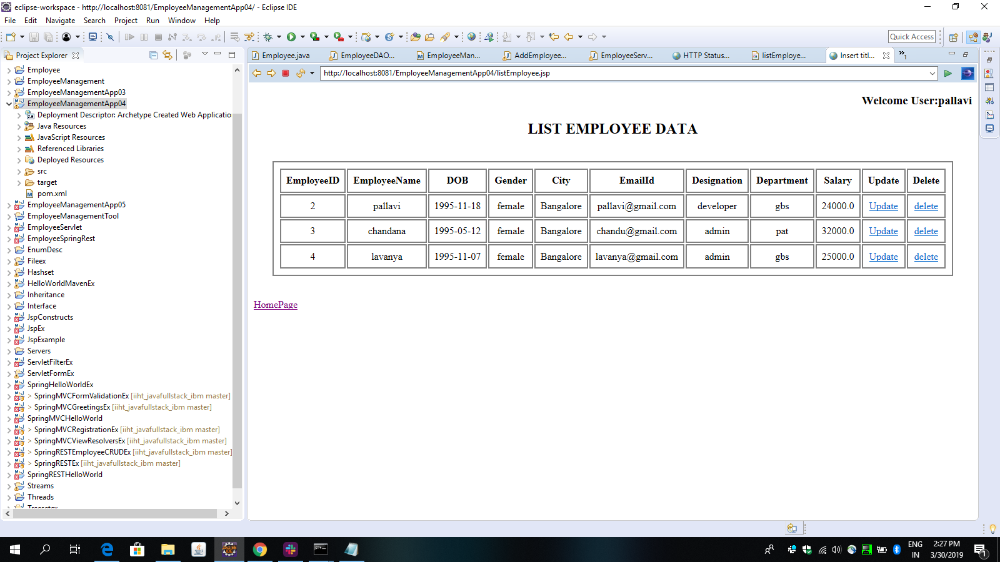 eclipse-workspace - http://localhost:8081/EmployeeManagementApp04/ - Eclipse IDE
File Edit Navigate Search Project Run Window Help
Quick Access
Project Explorer
Employee
EmployeeManagement
EmployeeManagementApp03
EmployeeManagementApp04
Deployment Descriptor: Archetype Created Web Applicatio
Java Resources
JavaScript Resources
Referenced Libraries
Deployed Resources
src
target
pom.xml
EmployeeManagementApp05
EmployeeManagementTool
EmployeeServlet
EmployeeSpringRest
EnumDesc
Fileex
Hashset
HelloWorldMavenEx
Inheritance
Interface
JspConstructs
JspEx
JspExample
Servers
ServletFilterEx
ServletFormEx
SpringHelloWorldEx
> SpringMVCFormValidationEx [iiht_javafullstack_ibm master]
> SpringMVCGreetingsEx [iiht_javafullstack_ibm master]
SpringMVCHelloWorld
> SpringMVCRegistrationEx [iiht_javafullstack_ibm master]
> SpringMVCViewResolversEx [iiht_javafullstack_ibm master]
> SpringRESTEmployeeCRUDEx [iiht_javafullstack_ibm master]
> SpringRESTEx [iiht_javafullstack_ibm master]
SpringRESTHelloWorld
Streams
Threads
Employee.java EmployeeDAO... EmployeeMan... AddEmployee... EmployeeServ... HTTP Status... listEmploye... Insert titl... »1
http://localhost:8081/EmployeeManagementApp04/listEmployee.jsp
Welcome User:pallavi
LIST EMPLOYEE DATA
EmployeeID EmployeeName DOB Gender City EmailId Designation Department Salary Update Delete
2 pallavi 1995-11-18 female Bangalore pallavi@gmail.com developer gbs 24000.0 Update delete
3 chandana 1995-05-12 female Bangalore chandu@gmail.com admin pat 32000.0 Update delete
4 lavanya 1995-11-07 female Bangalore lavanya@gmail.com admin gbs 25000.0 Update delete
HomePage
ENG
IN
2:27 PM
3/30/2019
1